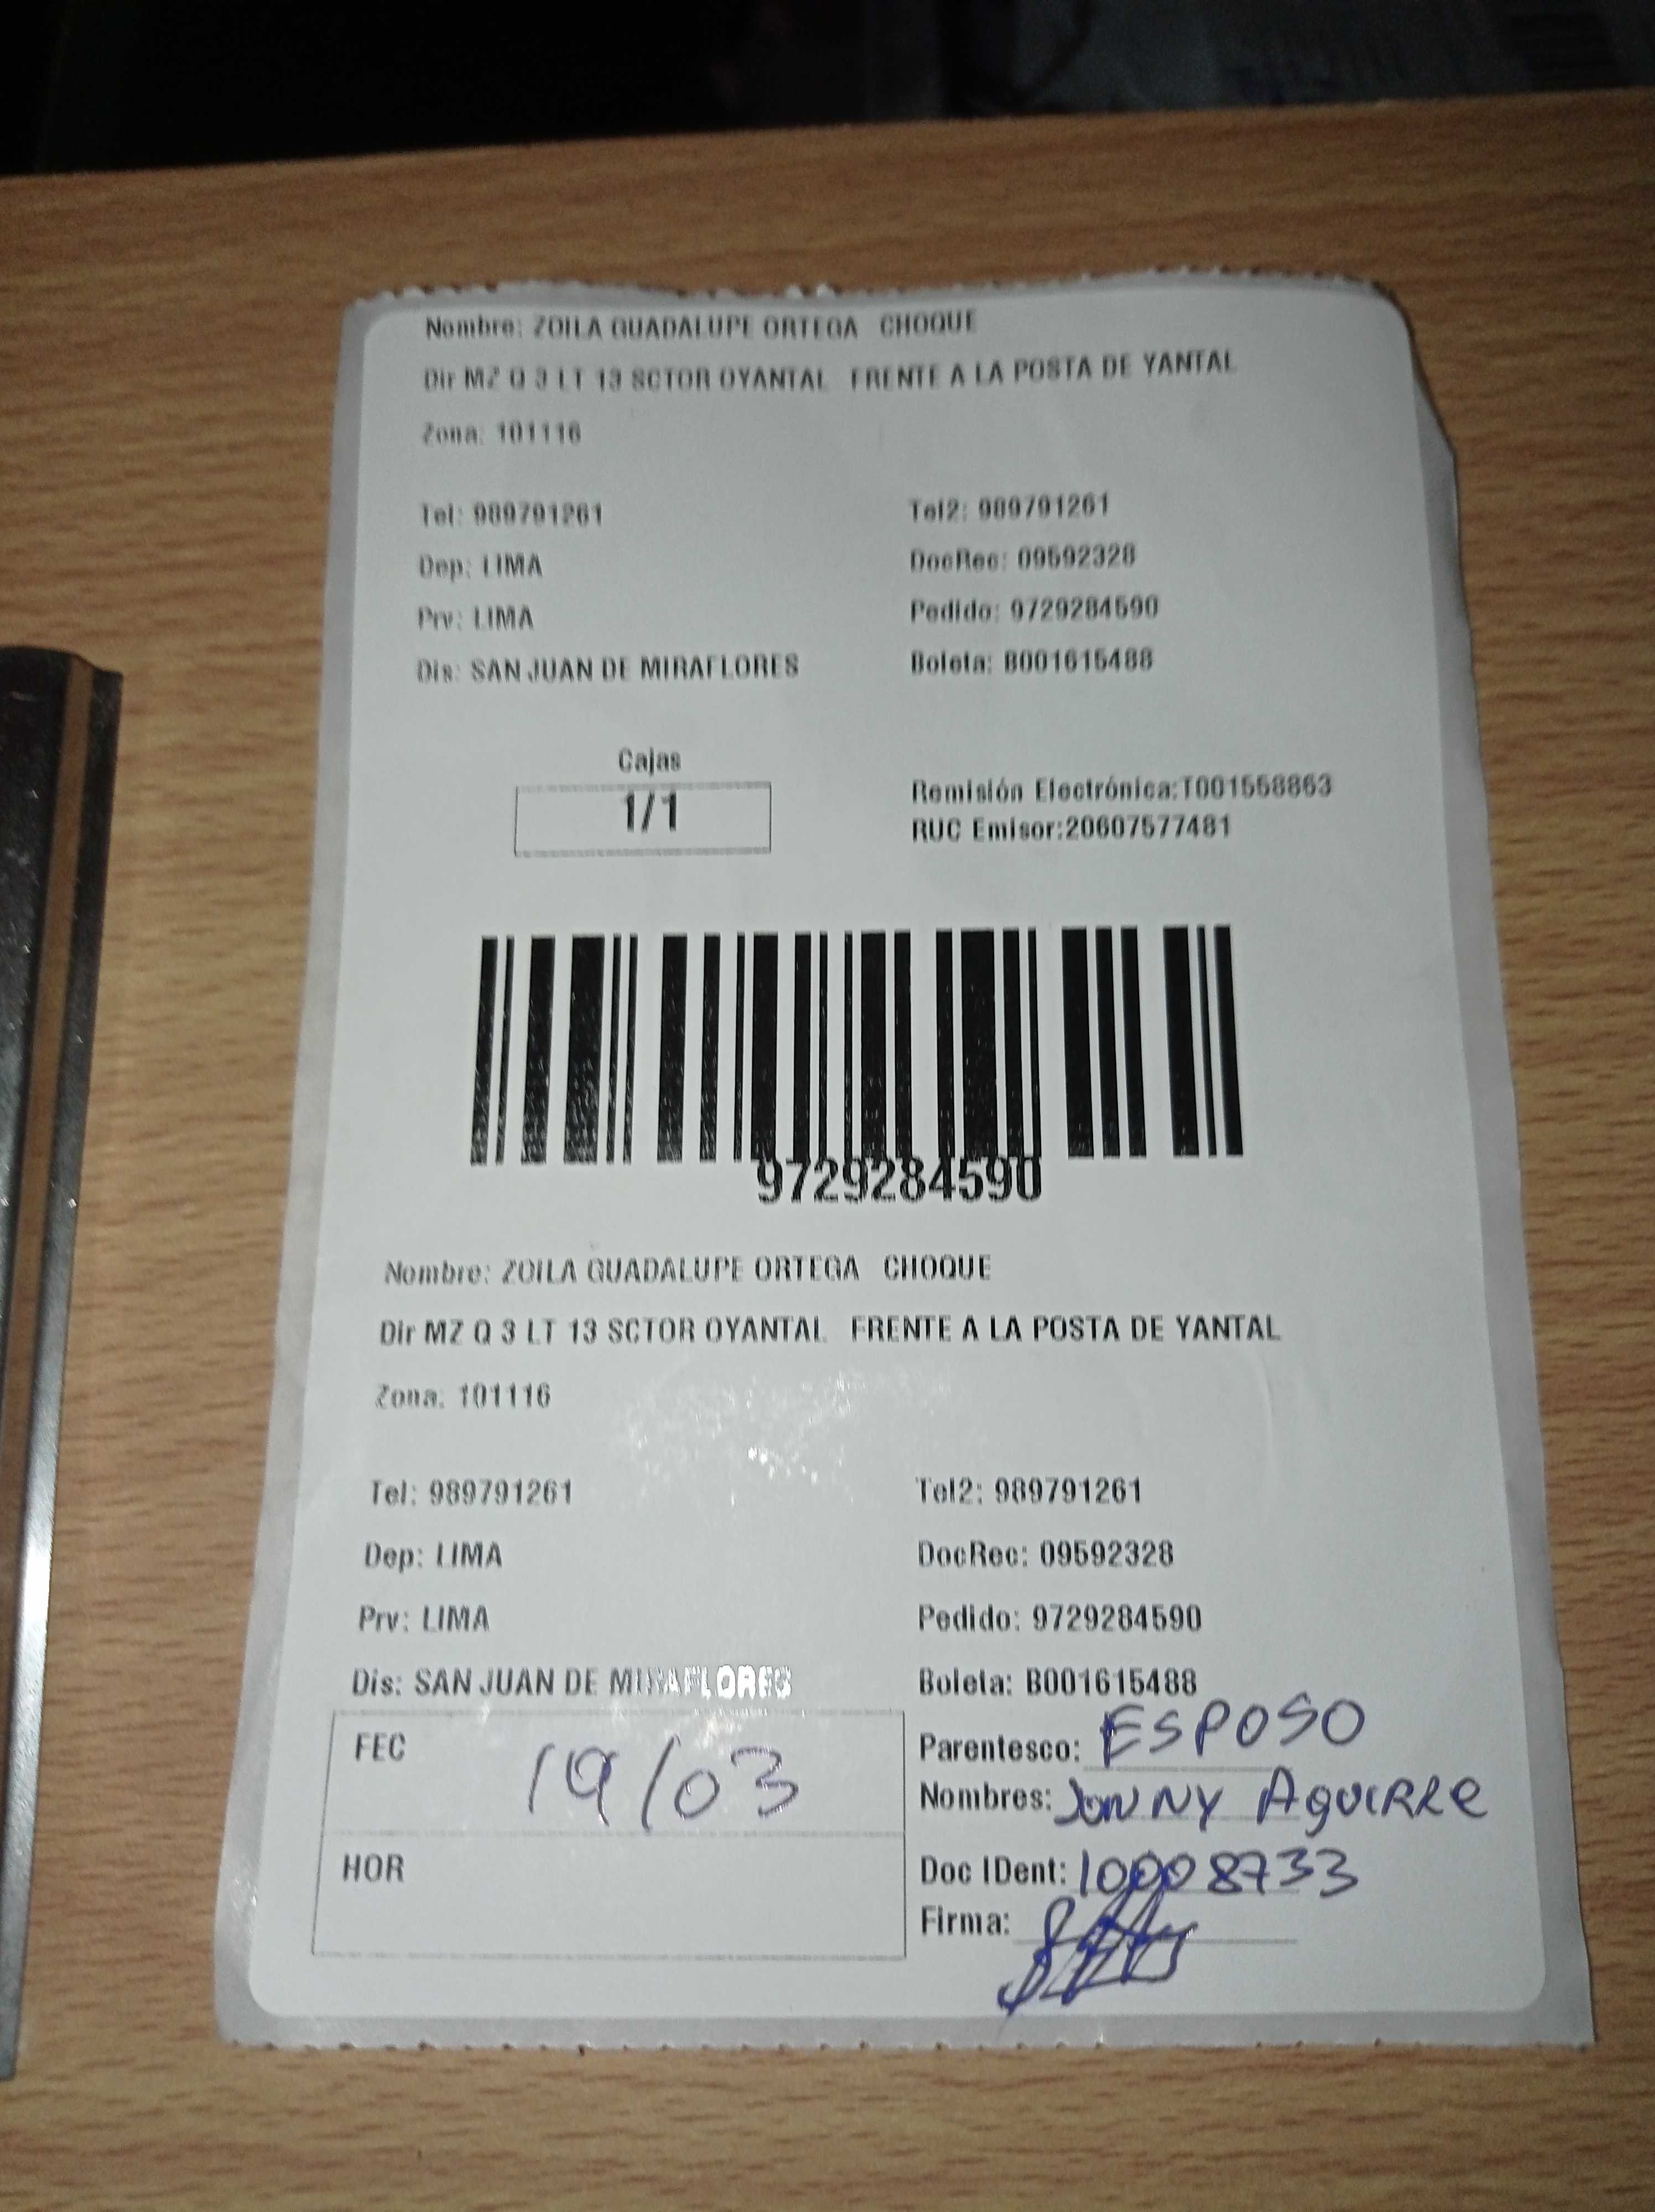 Nombre: ZOILA GUADALUPE ORTEGA CHOQUE
Dir MZ Q 3 LT 13 SCTOR OYANTAL FRENTE A LA POSTA DE YANTAL
Zona: 101116
Tel: 989791261 Tel2: 989791261
Dep: LIMA DocRec: 09592328
Prv: LIMA Pedido: 9729284590
Dis: SAN JUAN DE MIRAFLORES Boleta: B001615488
Cajas
1/1
Remisión Electrónica:T001558863
RUC Emisor:20607577481
9729284590
Nombre: ZOILA GUADALUPE ORTEGA CHOQUE
Dir MZ Q 3 LT 13 SCTOR OYANTAL FRENTE A LA POSTA DE YANTAL
Zona: 101116
Tel: 989791261 Tel2: 989791261
Dep: LIMA DocRec: 09592328
Prv: LIMA Pedido: 9729284590
Dis: SAN JUAN DE MIRAFLORES Boleta: B001615488
FEC 19/03
HOR
Parentesco: ESPOSO
Nombres: JONNY AGUIRRE
Doc IDent: 10008733
Firma: